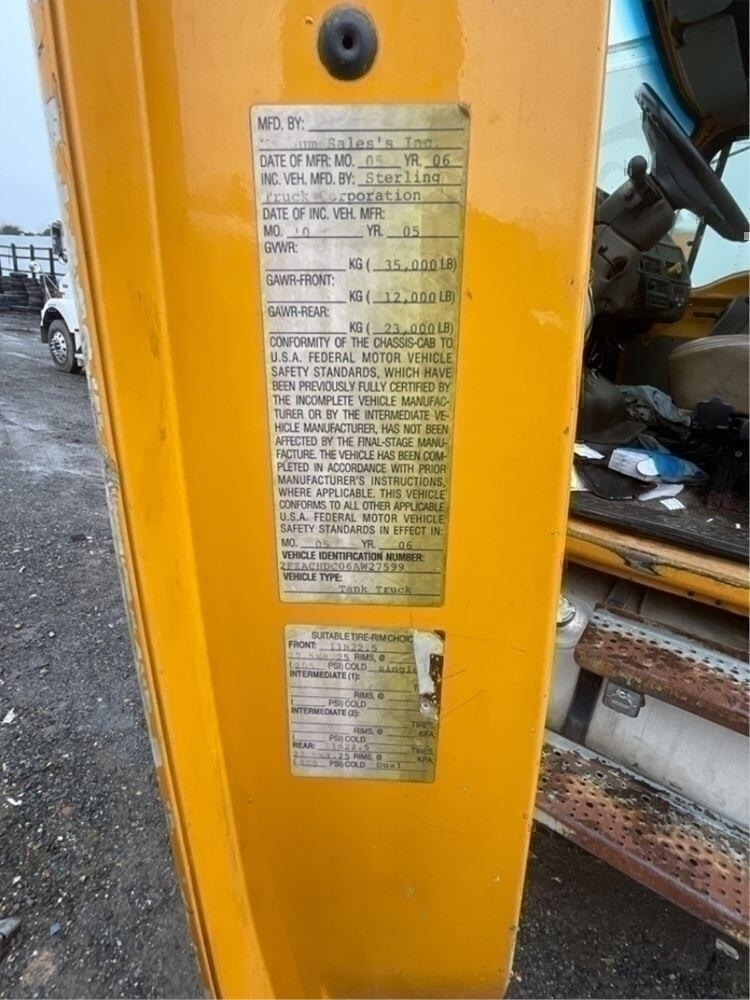 MFD. BY:
um Sales's Inc.
DATE OF MFR: MO. 05 YR. 06
INC. VEH. MFD. BY: Sterling
Truck Corporation
DATE OF INC. VEH. MFR:
MO. 10 YR. 05
GVWR:
KG ( 35,000 LB)
GAWR-FRONT:
KG ( 12,000 LB)
GAWR-REAR:
KG ( 23,000 LB)
CONFORMITY OF THE CHASSIS-CAB TO
U.S.A. FEDERAL MOTOR VEHICLE
SAFETY STANDARDS, WHICH HAVE
BEEN PREVIOUSLY FULLY CERTIFIED BY
THE INCOMPLETE VEHICLE MANUFAC-
TURER OR BY THE INTERMEDIATE VE-
HICLE MANUFACTURER, HAS NOT BEEN
AFFECTED BY THE FINAL-STAGE MANU-
FACTURE. THE VEHICLE HAS BEEN COM-
PLETED IN ACCORDANCE WITH PRIOR
MANUFACTURER'S INSTRUCTIONS,
WHERE APPLICABLE. THIS VEHICLE
CONFORMS TO ALL OTHER APPLICABLE
U.S.A. FEDERAL MOTOR VEHICLE
SAFETY STANDARDS IN EFFECT IN:
MO. 05 YR. 06
VEHICLE IDENTIFICATION NUMBER:
2FZACHDC06AW27599
VEHICLE TYPE:
Tank Truck
SUITABLE TIRE-RIM CHOIC
FRONT: 11R22.5
RIMS, @
PSI) COLD single
INTERMEDIATE (1):
RIMS, @
( PSI) COLD
INTERMEDIATE (2):
TIRES,
RIMS, @ KPA
( PSI) COLD
REAR: 11R22.5 TIRES,
RIMS, @ KPA
PSI) COLD Dual